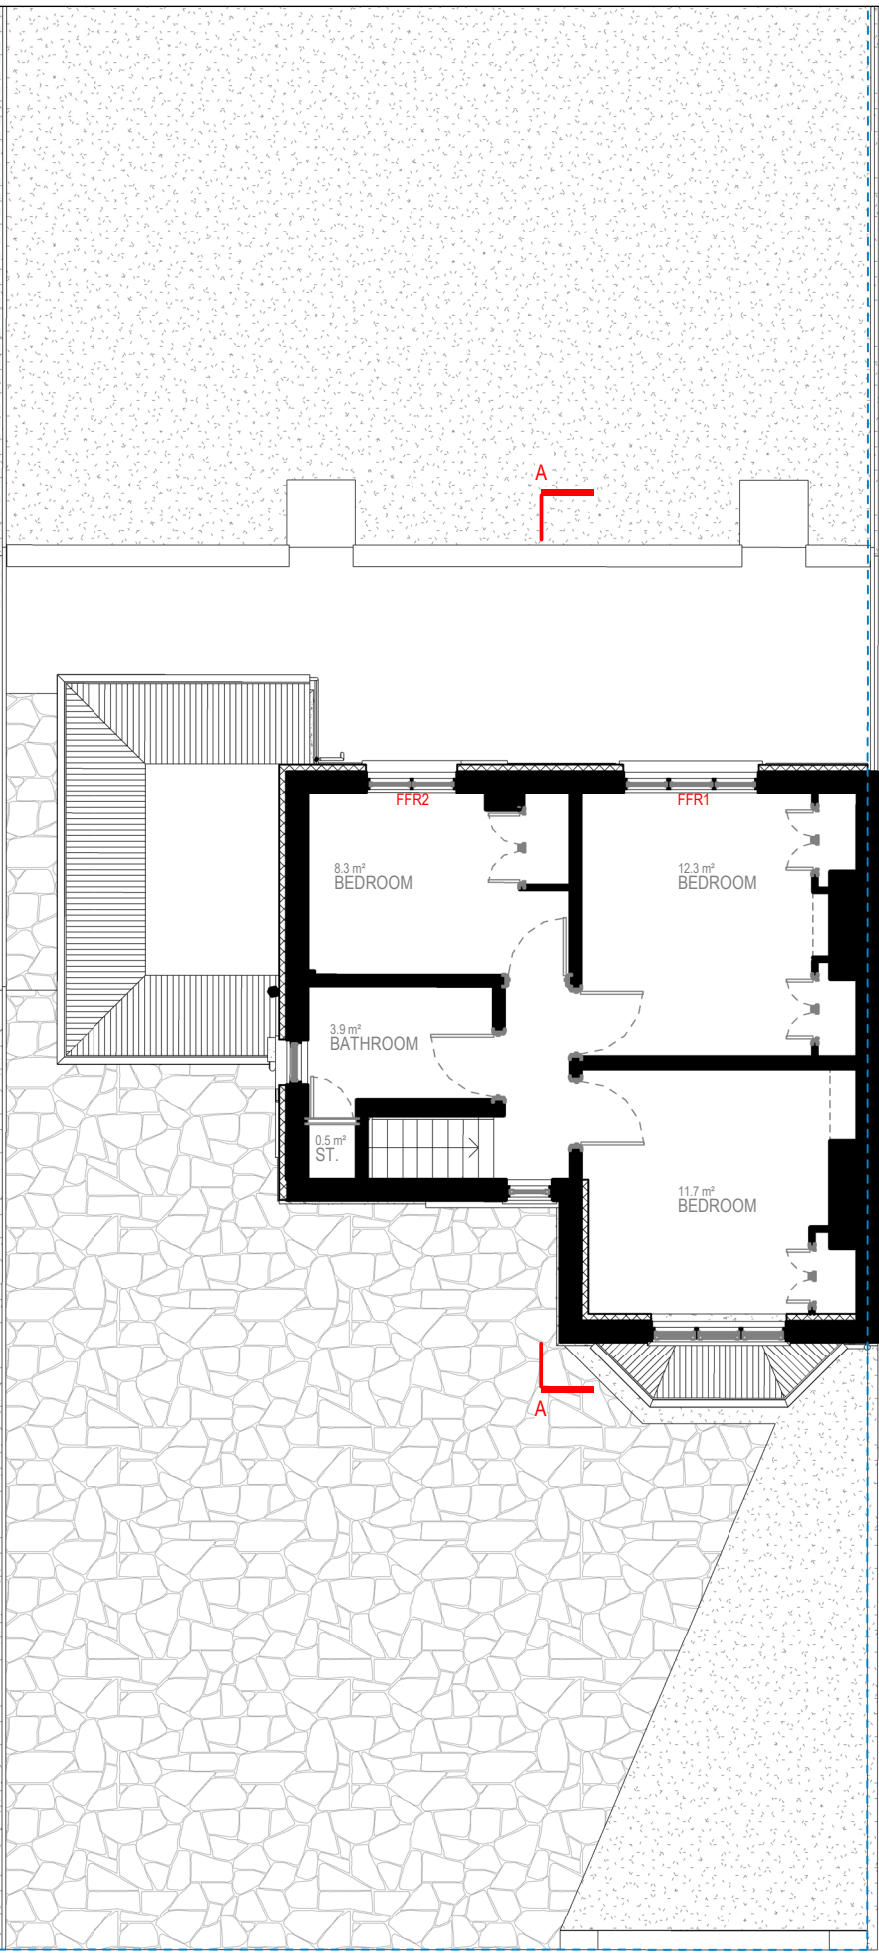 A
FFR2
FFR1
8.3 m²
BEDROOM
12.3 m²
BEDROOM
3.9 m²
BATHROOM
0.5 m²
ST.
11.7 m²
BEDROOM
A